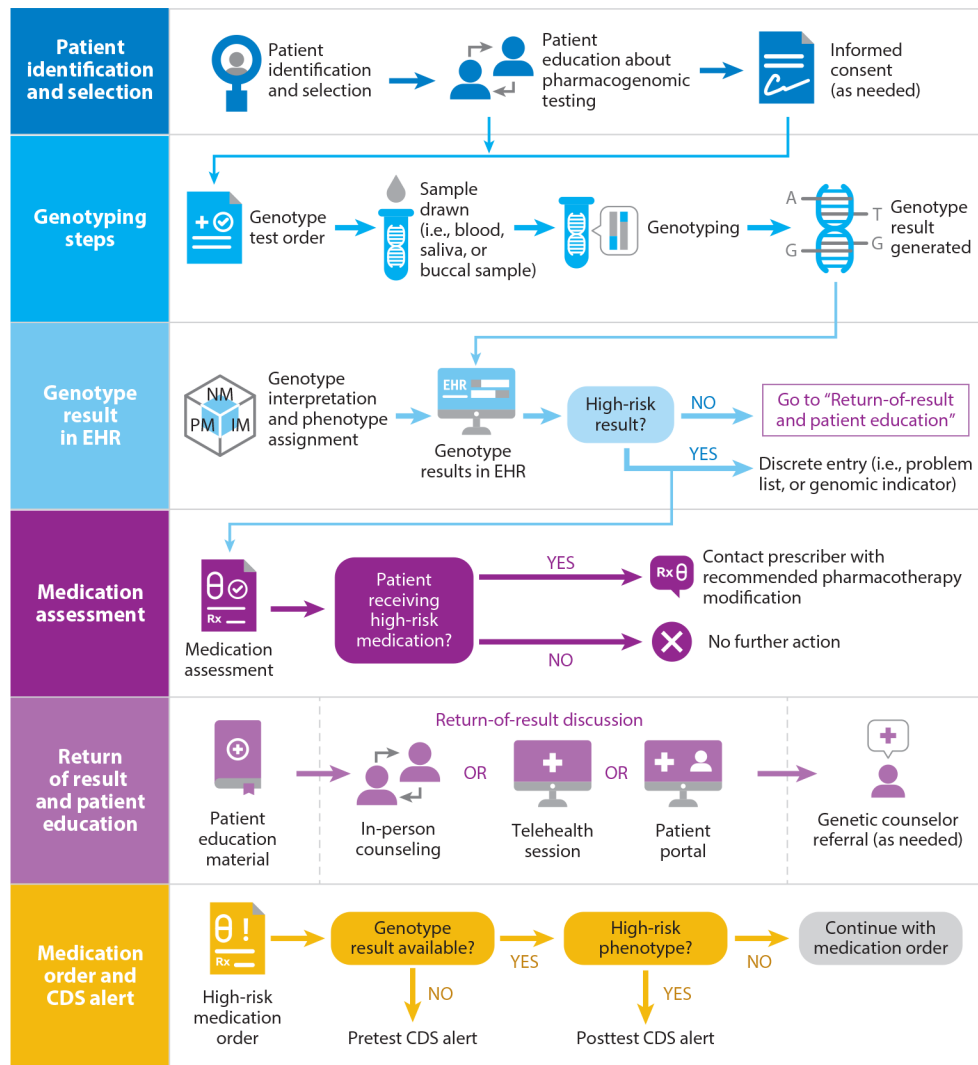 Patient
identification
and selection
Patient
identification
and selection
Patient
education about
pharmacogenomic
testing
Informed
consent
(as needed)
Genotyping
steps
Genotype
test order
Sample
drawn
(i.e., blood,
saliva, or
buccal sample)
Genotyping
A
T
G
G
Genotype
result
generated
Genotype
result
in EHR
NM
PM
IM
Genotype
interpretation
and phenotype
assignment
EHR
Genotype
results in EHR
High-risk
result?
NO
Go to “Return-of-result
and patient education”
YES
Discrete entry (i.e., problem
list, or genomic indicator)
Medication
assessment
Rx
Medication
assessment
Patient
receiving
high-risk
medication?
YES
Rx
Contact prescriber with
recommended pharmacotherapy
modification
NO
No further action
Return
of result
and patient
education
Patient
education
material
Return-of-result discussion
In-person
counseling
OR
Telehealth
session
OR
Patient
portal
Genetic counselor
referral (as needed)
Medication
order and
CDS alert
Rx
High-risk
medication
order
Genotype
result available?
YES
NO
Pretest CDS alert
High-risk
phenotype?
NO
YES
Posttest CDS alert
Continue with
medication order